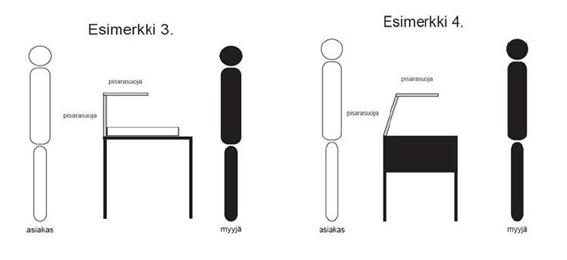 Esimerkki 3.
pisarasuoja
pisarasuoja
asiakas
myyjä
Esimerkki 4.
pisarasuoja
pisarasuoja
asiakas
myyjä